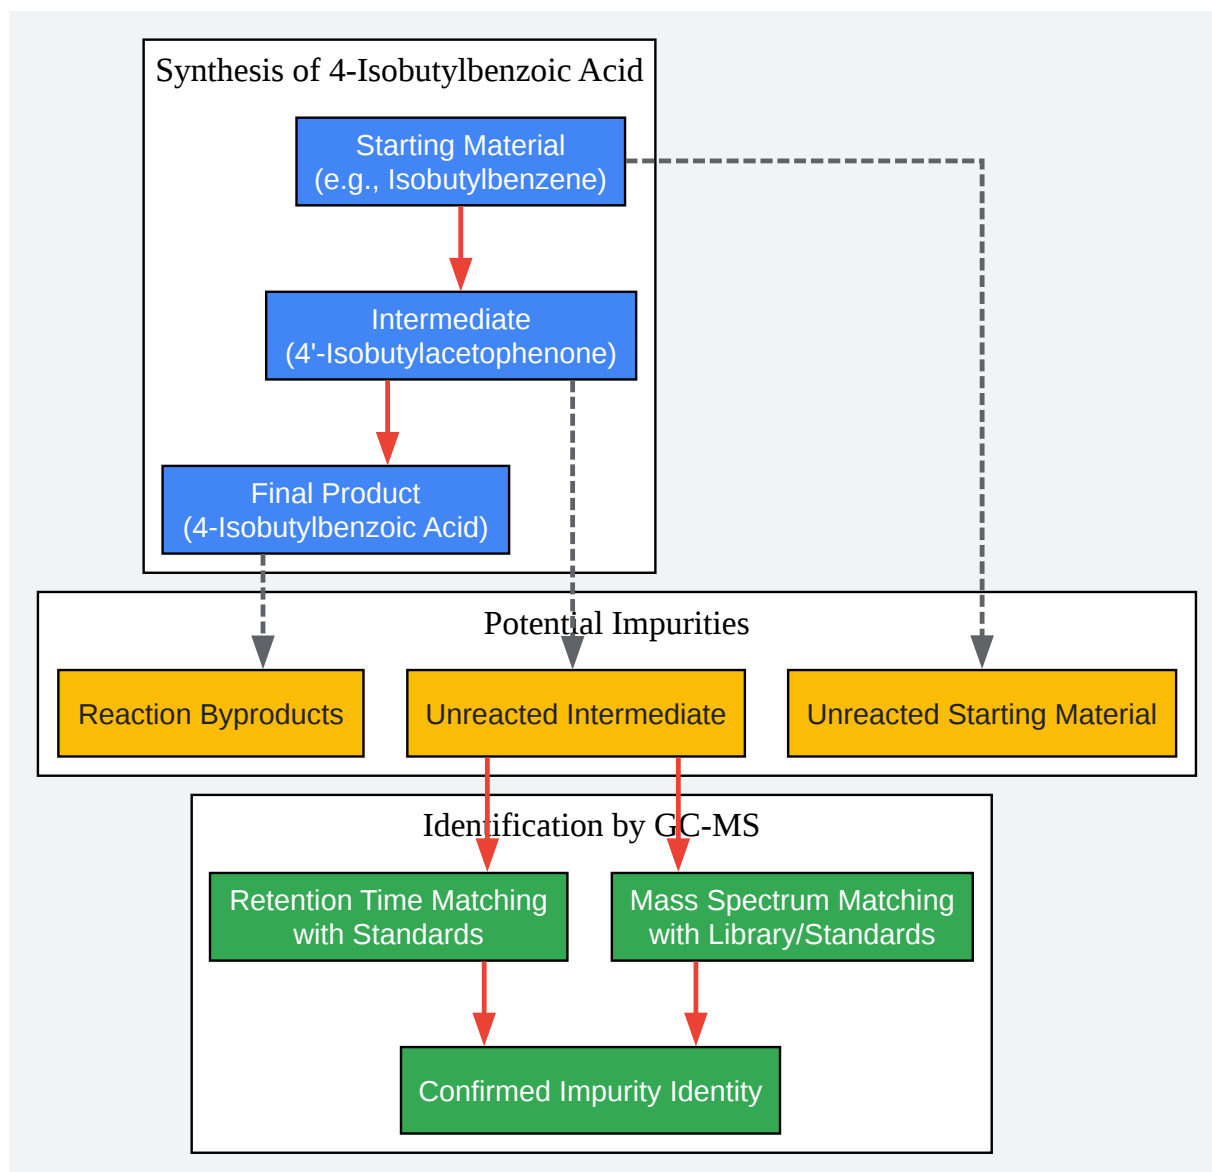 Synthesis of 4-Isobutylbenzoic Acid
Starting Material
(e.g., Isobutylbenzene)
Intermediate
(4'-Isobutylacetophenone)
Final Product
(4-Isobutylbenzoic Acid)
Potential Impurities
Reaction Byproducts
Unreacted Intermediate
Unreacted Starting Material
Identification by GC-MS
Retention Time Matching
with Standards
Mass Spectrum Matching
with Library/Standards
Confirmed Impurity Identity